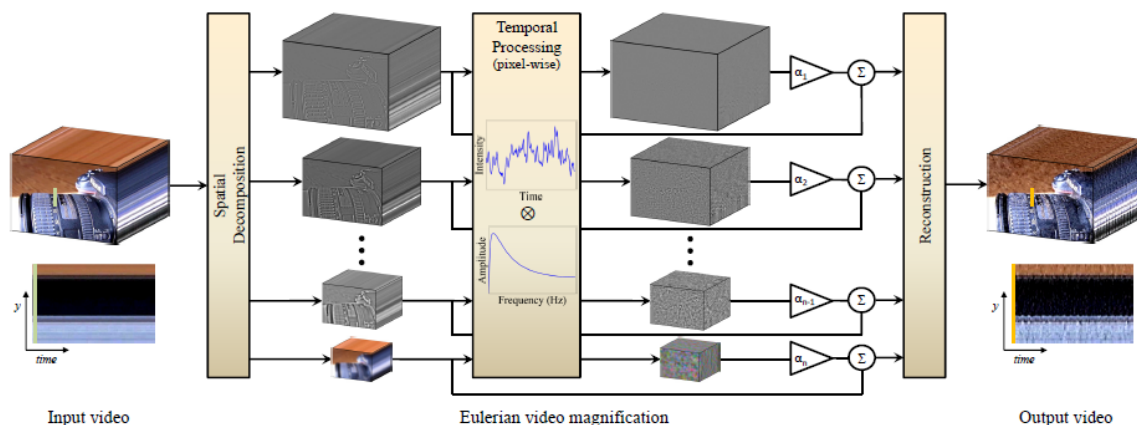 Temporal
Processing
(pixel-wise)
α1
Σ
Spatial
Decomposition
Intensity
Time
⊗
α2
Σ
Reconstruction
Amplitude
Frequency (Hz)
αn-1
Σ
αn
Σ
y
time
y
time
Input video
Eulerian video magnification
Output video